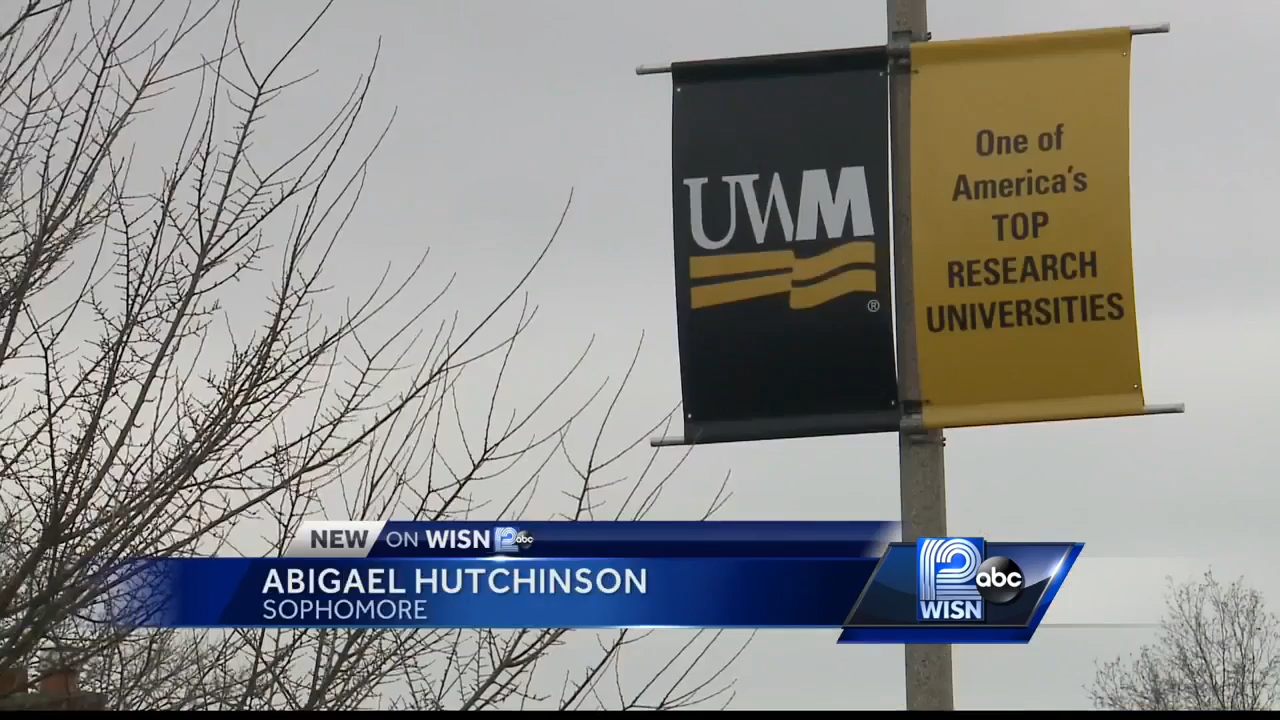 UWM
®
One of
America's
TOP
RESEARCH
UNIVERSITIES
NEW ON WISN 12 abc
ABIGAEL HUTCHINSON
SOPHOMORE
12 abc
WISN